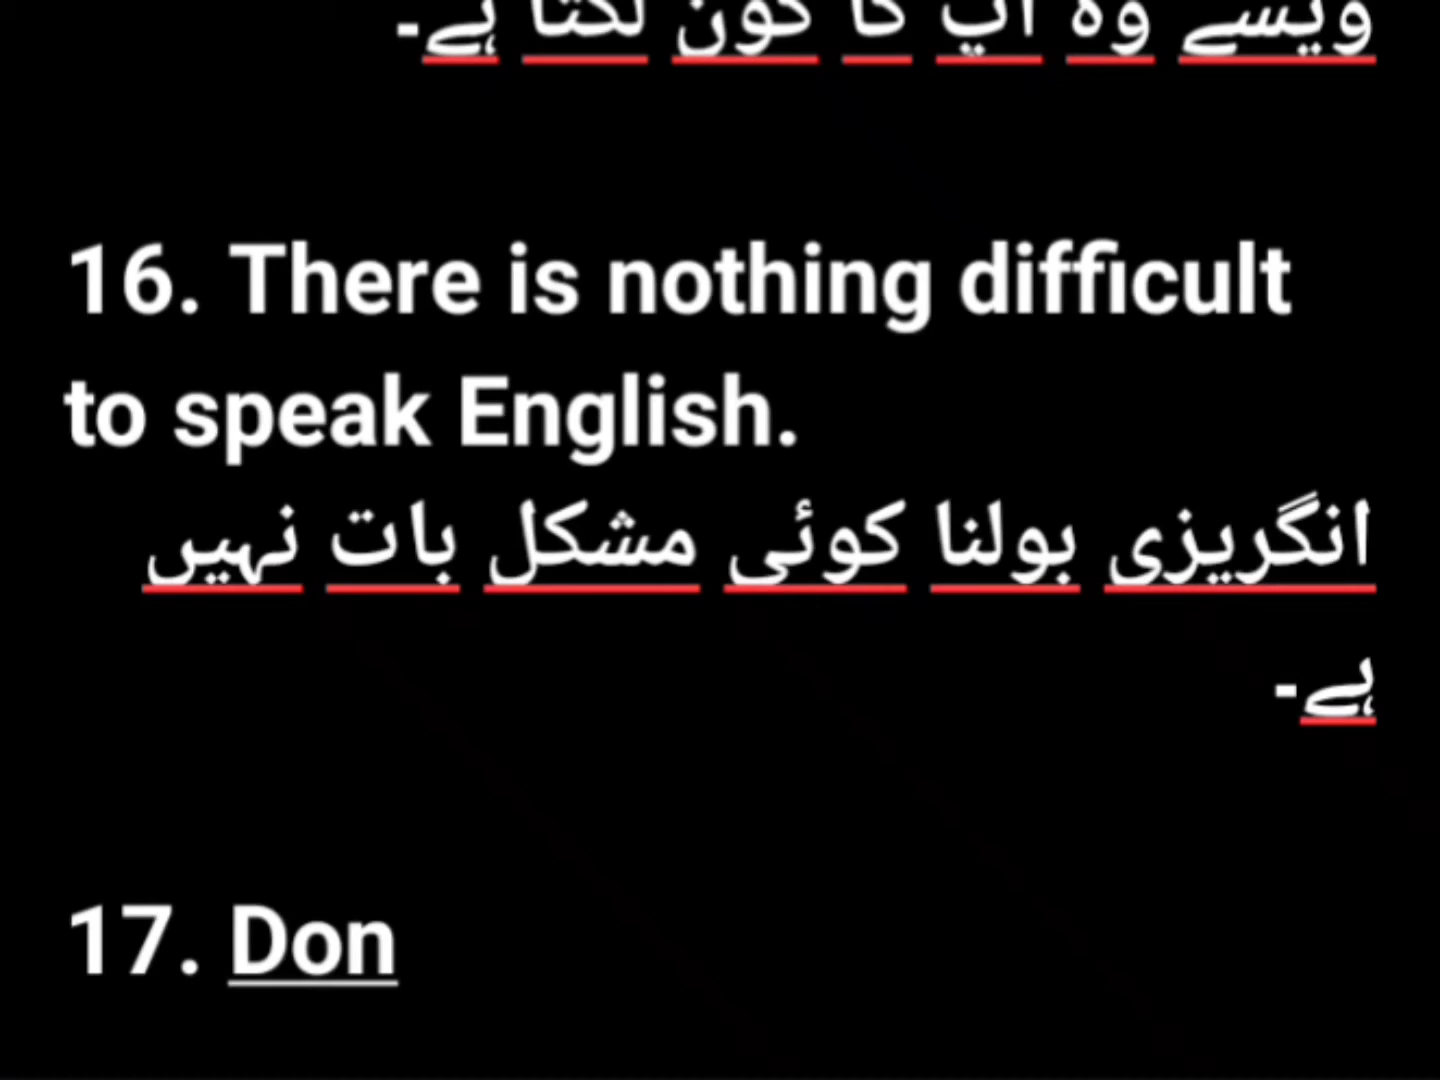 ویسے وہ آپ کا کون لگتا ہے۔
16. There is nothing difficult
to speak English.
انگریزی بولنا کوئی مشکل بات نہیں
ہے۔
17. Don